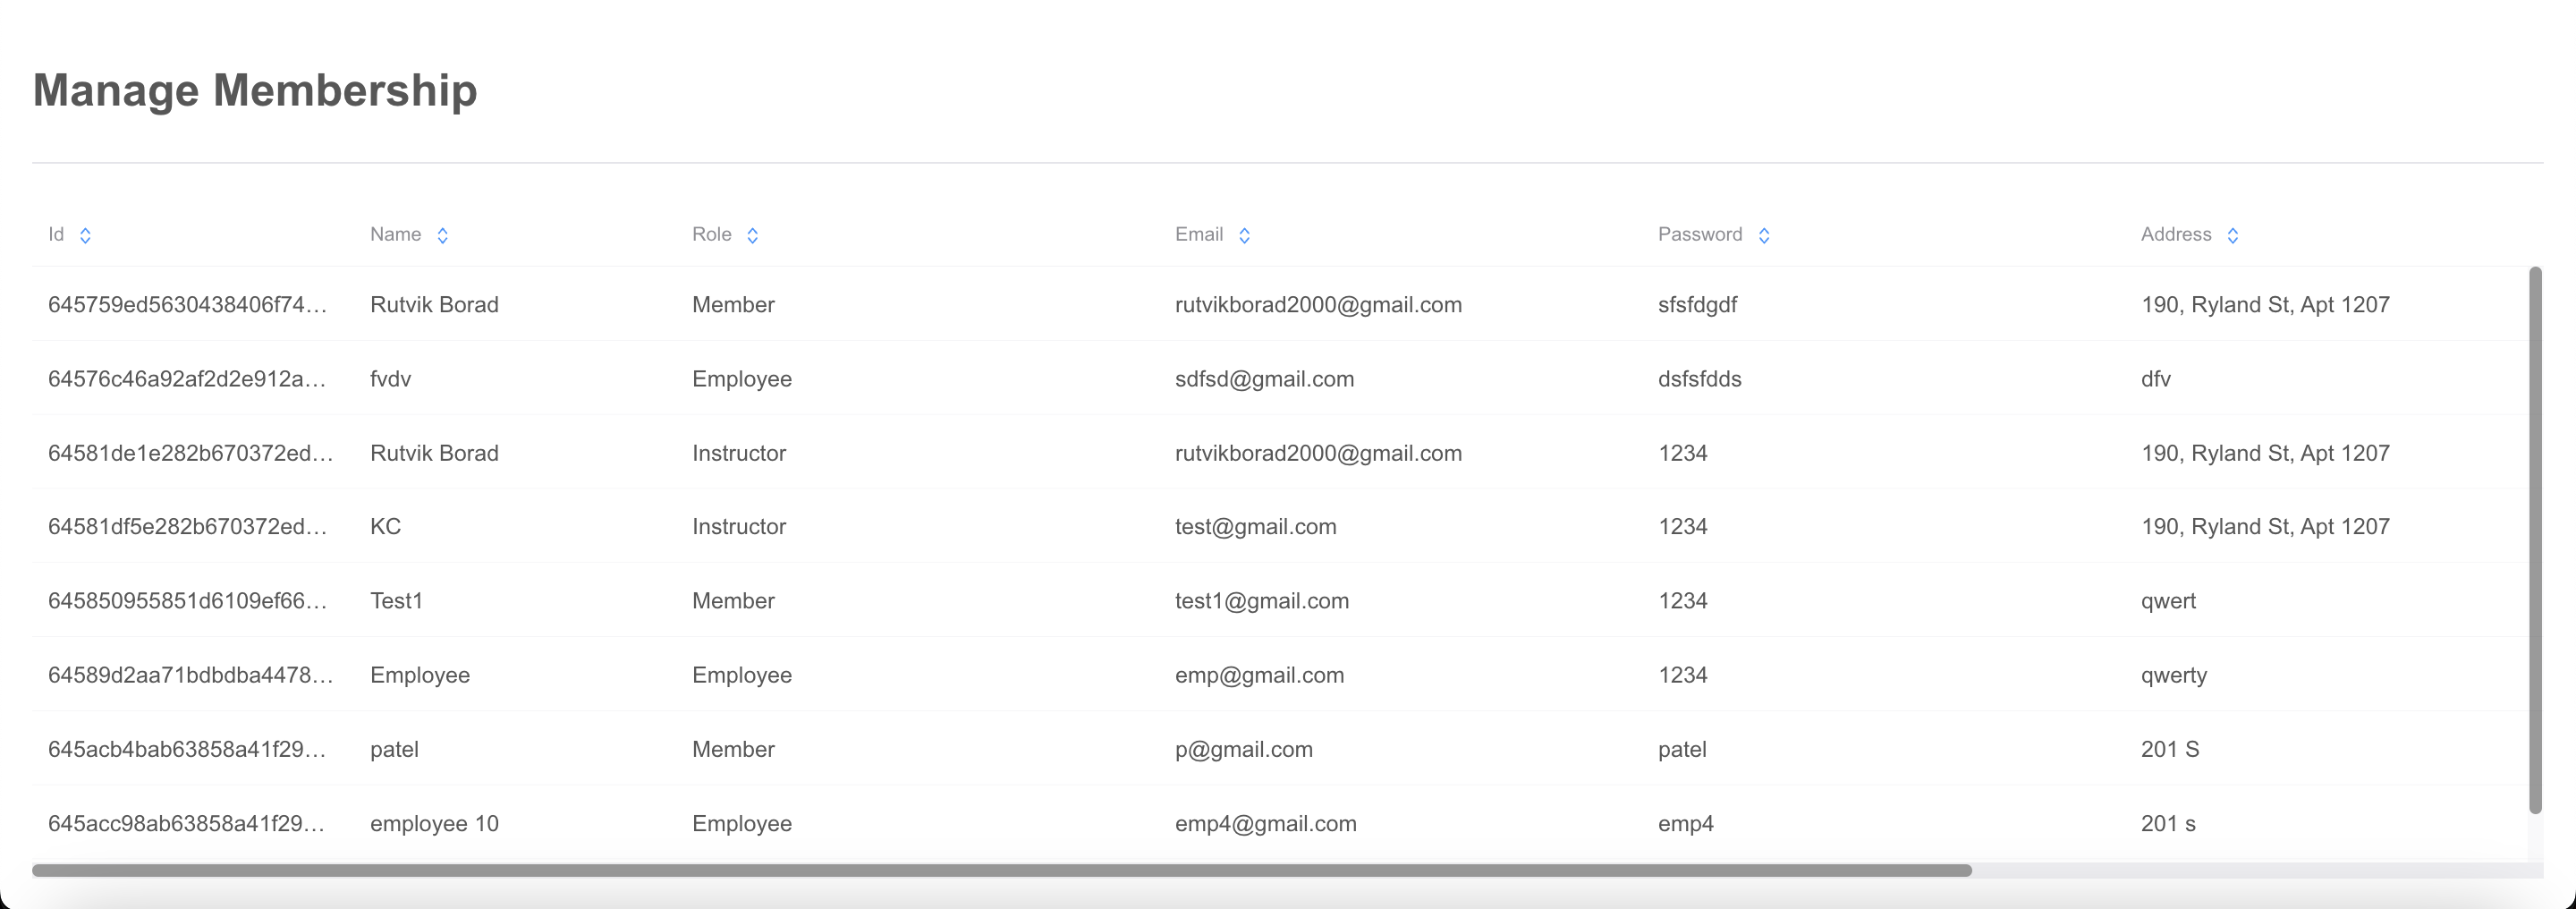 Manage Membership
Id Name Role Email Password Address
645759ed5630438406f74... Rutvik Borad Member rutvikborad2000@gmail.com sfsfdgdf 190, Ryland St, Apt 1207
64576c46a92af2d2e912a... fvdv Employee sdfsd@gmail.com dsfsfdds dfv
64581de1e282b670372ed... Rutvik Borad Instructor rutvikborad2000@gmail.com 1234 190, Ryland St, Apt 1207
64581df5e282b670372ed... KC Instructor test@gmail.com 1234 190, Ryland St, Apt 1207
645850955851d6109ef66... Test1 Member test1@gmail.com 1234 qwert
64589d2aa71bdbdba4478... Employee Employee emp@gmail.com 1234 qwerty
645acb4bab63858a41f29... patel Member p@gmail.com patel 201 S
645acc98ab63858a41f29... employee 10 Employee emp4@gmail.com emp4 201 s